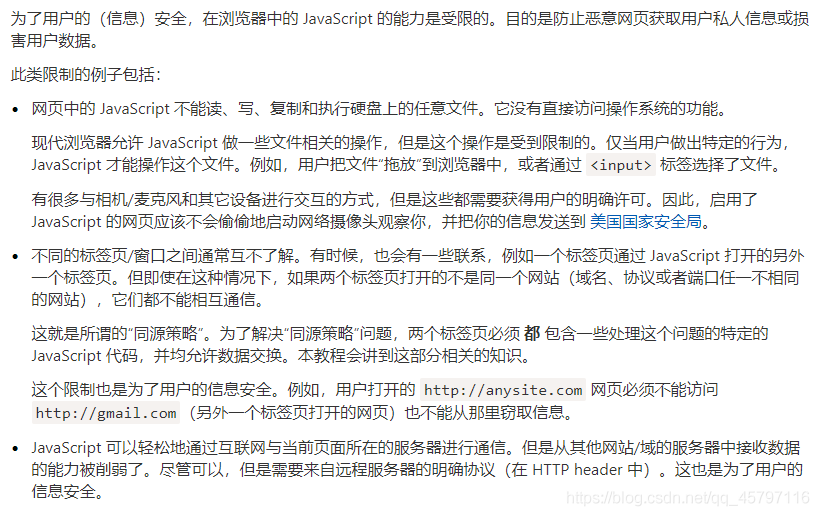 为了用户的（信息）安全，在浏览器中的 JavaScript 的能力是受限的。目的是防止恶意网页获取用户私人信息或损
害用户数据。
此类限制的例子包括：
• 网页中的 JavaScript 不能读、写、复制和执行硬盘上的任意文件。它没有直接访问操作系统的功能。
现代浏览器允许 JavaScript 做一些文件相关的操作，但是这个操作是受到限制的。仅当用户做出特定的行为，
JavaScript 才能操作这个文件。例如，用户把文件“拖放”到浏览器中，或者通过 <input> 标签选择了文件。
有很多与相机/麦克风和其它设备进行交互的方式，但是这些都需要获得用户的明确许可。因此，启用了
JavaScript 的网页应该不会偷偷地启动网络摄像头观察你，并把你的信息发送到 美国国家安全局。
• 不同的标签页/窗口之间通常互不了解。有时候，也会有一些联系，例如一个标签页通过 JavaScript 打开的另外
一个标签页。但即使在这种情况下，如果两个标签页打开的不是同一个网站（域名、协议或者端口任一不相同
的网站），它们都不能相互通信。
这就是所谓的“同源策略”。为了解决“同源策略”问题，两个标签页必须 都 包含一些处理这个问题的特定的
JavaScript 代码，并均允许数据交换。本教程会讲到这部分相关的知识。
这个限制也是为了用户的信息安全。例如，用户打开的 http://anysite.com 网页必须不能访问
http://gmail.com（另外一个标签页打开的网页）也不能从那里窃取信息。
• JavaScript 可以轻松地通过互联网与当前页面所在的服务器进行通信。但是从其他网站/域的服务器中接收数据
的能力被削弱了。尽管可以，但是需要来自远程服务器的明确协议（在 HTTP header 中）。这也是为了用户的
信息安全。
https://blog.csdn.net/qq_45797116